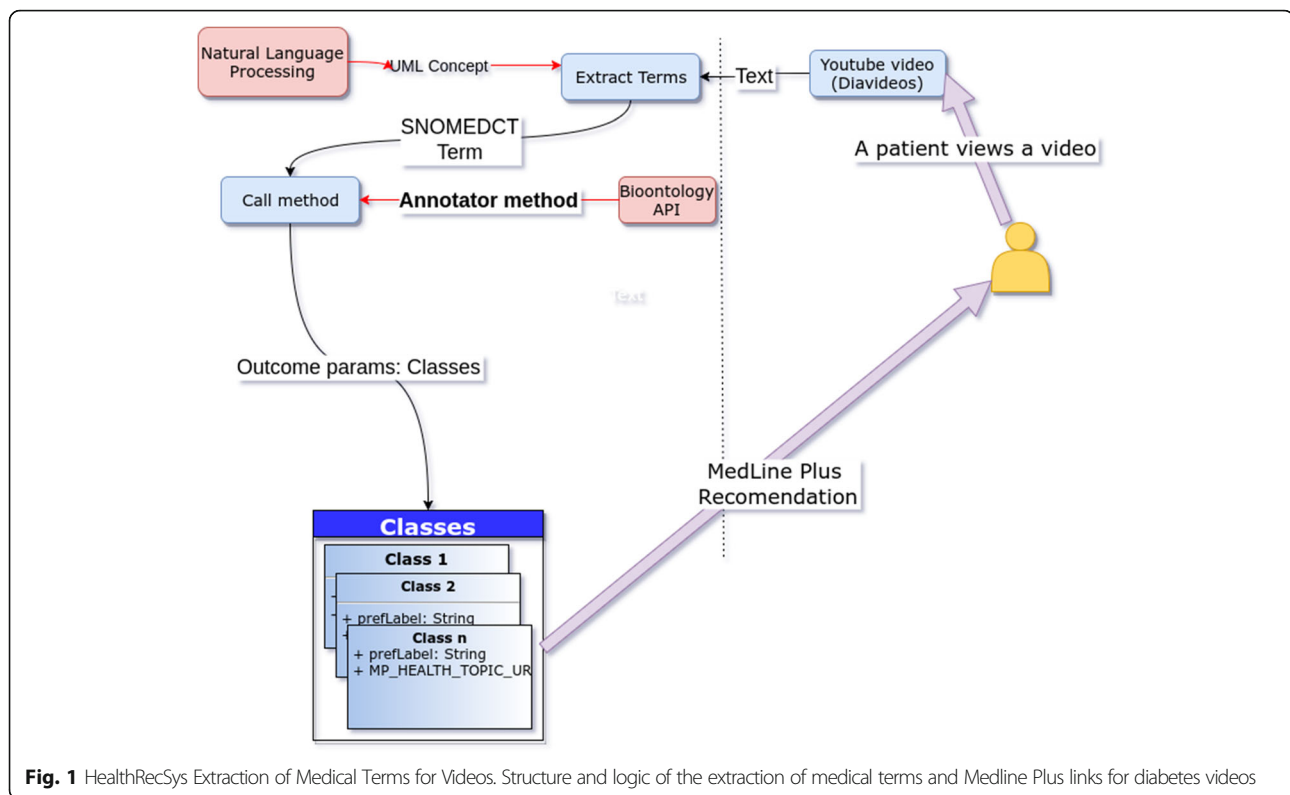 Natural Language
Processing
UML Concept
Extract Terms
Text
Youtube video
(Diavideos)
A patient views a video
SNOMEDCT
Term
Call method
Annotator method
Bioontology
API
Text
Outcome params: Classes
MedLine Plus
Recomendation
Classes
Class 1
+
Class 2
+ prefLabel: String
+
Class n
+ prefLabel: String
+ MP_HEALTH_TOPIC_UR
Fig. 1 HealthRecSys Extraction of Medical Terms for Videos. Structure and logic of the extraction of medical terms and Medline Plus links for diabetes videos